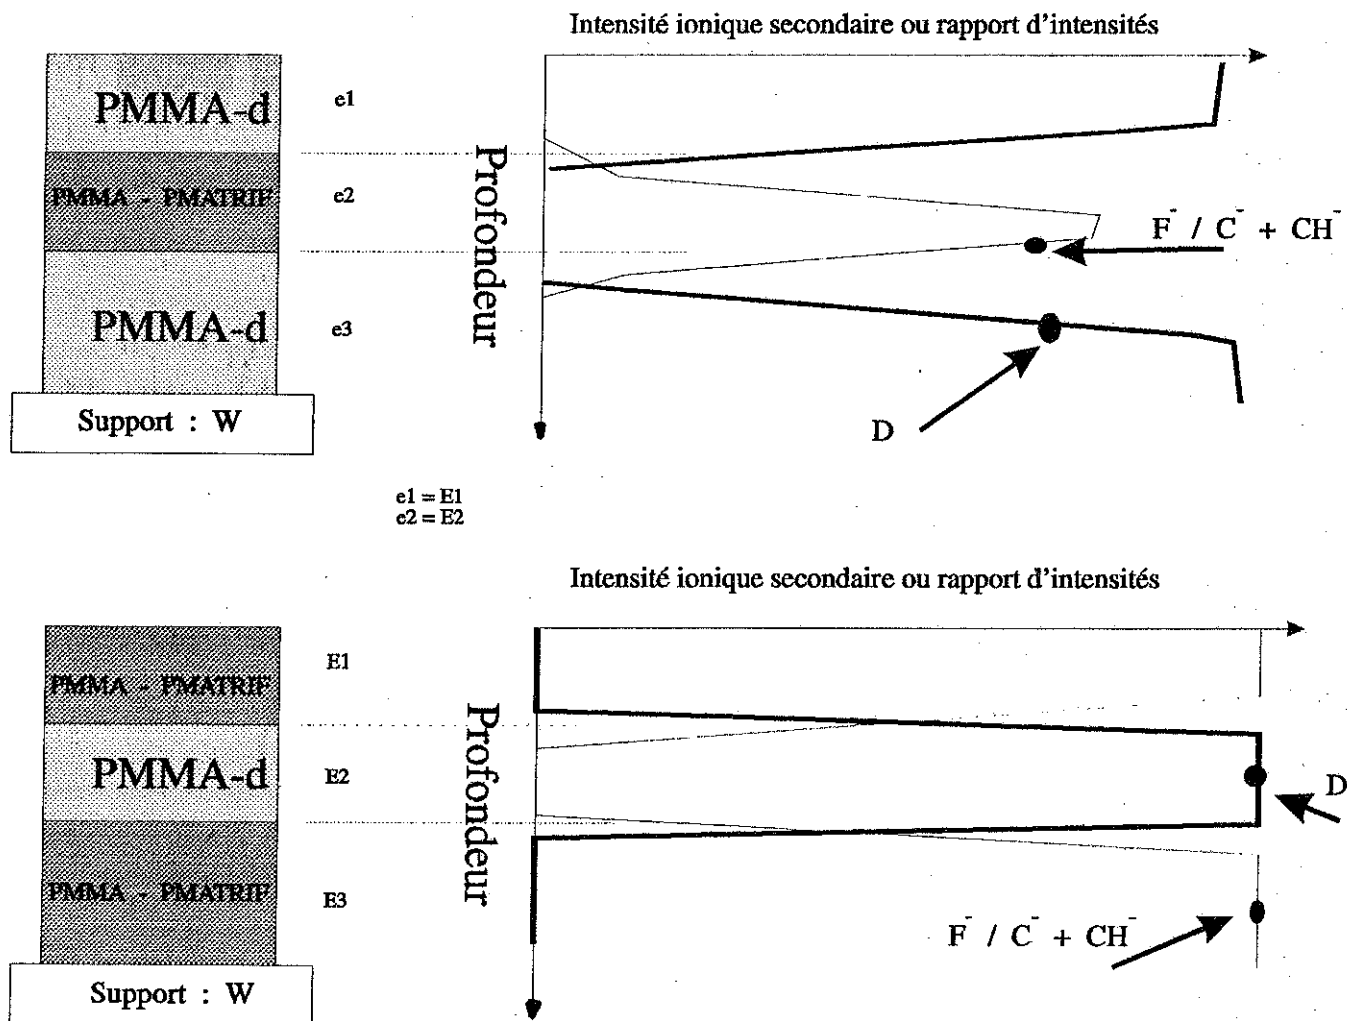 Intensité ionique secondaire ou rapport d'intensités
PMMA-d
e1
PMMA - PMATRIF
e2
PMMA-d
e3
Support : W
Profondeur
F⁻ / C⁻ + CH⁻
D
e1 = E1
e2 = E2
Intensité ionique secondaire ou rapport d'intensités
PMMA - PMATRIF
E1
PMMA-d
E2
PMMA - PMATRIF
E3
Support : W
Profondeur
D
F⁻ / C⁻ + CH⁻